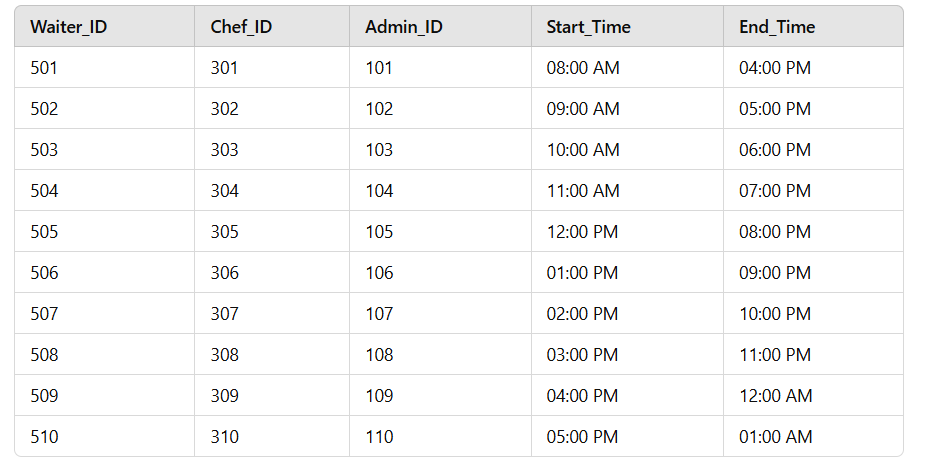 Waiter_ID Chef_ID Admin_ID Start_Time End_Time
501 301 101 08:00 AM 04:00 PM
502 302 102 09:00 AM 05:00 PM
503 303 103 10:00 AM 06:00 PM
504 304 104 11:00 AM 07:00 PM
505 305 105 12:00 PM 08:00 PM
506 306 106 01:00 PM 09:00 PM
507 307 107 02:00 PM 10:00 PM
508 308 108 03:00 PM 11:00 PM
509 309 109 04:00 PM 12:00 AM
510 310 110 05:00 PM 01:00 AM